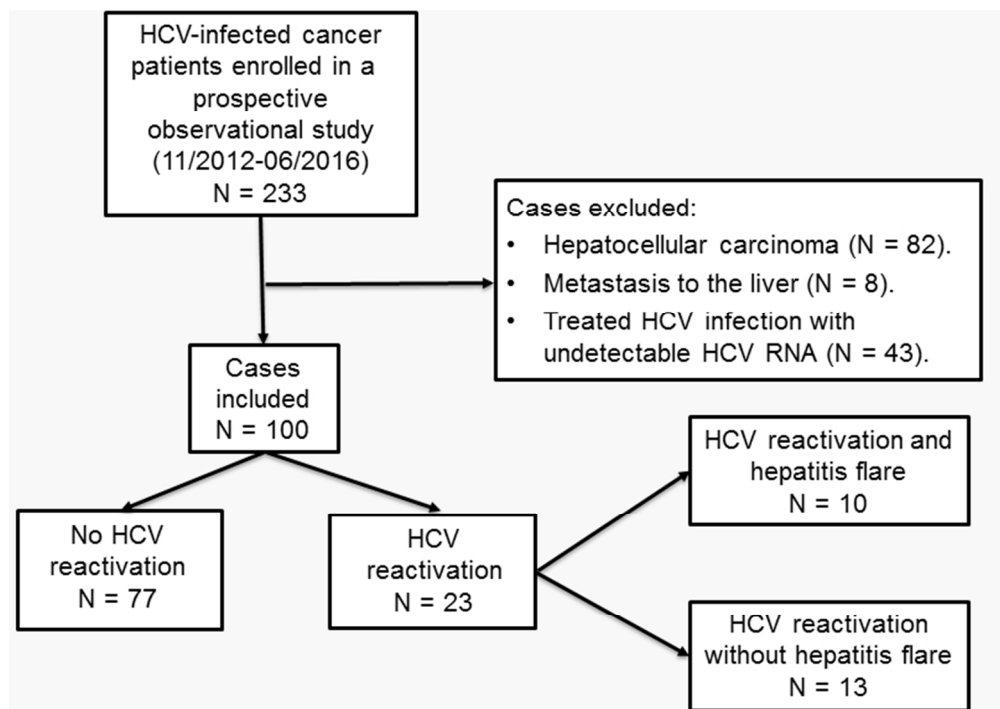 HCV-infected cancer
patients enrolled in a
prospective
observational study
(11/2012-06/2016)
N = 233
Cases excluded:
• Hepatocellular carcinoma (N = 82).
• Metastasis to the liver (N = 8).
• Treated HCV infection with
undetectable HCV RNA (N = 43).
Cases
included
N = 100
HCV reactivation and
hepatitis flare
N = 10
No HCV
reactivation
N = 77
HCV
reactivation
N = 23
HCV reactivation
without hepatitis flare
N = 13